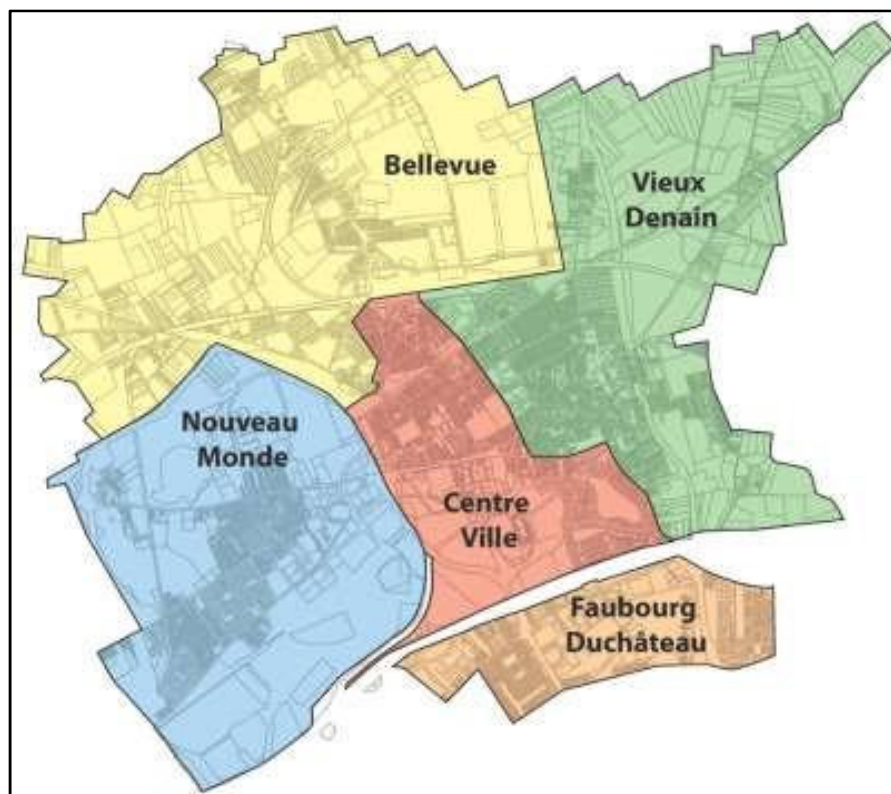 Bellevue
Vieux
Denain
Nouveau
Monde
Centre
Ville
Faubourg
Duchâteau